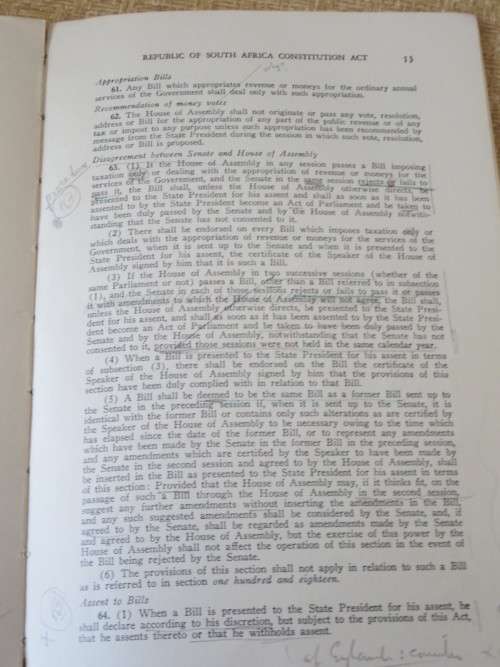 REPUBLIC OF SOUTH AFRICA CONSTITUTION ACT 15
Appropriation Bills
61. Any Bill which appropriates revenue or moneys for the ordinary annual
services of the Government shall deal only with such appropriation.
Recommendation of money votes
62. The House of Assembly shall not originate or pass any vote, resolution,
address or Bill for the appropriation of any part of the public revenue or of any
tax or impost to any purpose unless such appropriation has been recommended by
message from the State President during the session in which such vote, resolution,
address or Bill is proposed.
Disagreement between Senate and House of Assembly
63. (1) If the House of Assembly in any session passes a Bill imposing
taxation only or dealing with the appropriation of revenue or moneys for the
services of the Government, and the Senate in the same session rejects or fails to
pass it, the Bill shall, unless the House of Assembly otherwise directs, be
presented to the State President for his assent and shall as soon as it has been
assented to by the State President become an Act of Parliament and be taken to
have been duly passed by the Senate and by the House of Assembly notwith-
standing that the Senate has not consented to it.
(2) There shall be endorsed on every Bill which imposes taxation only or
which deals with the appropriation of revenue or moneys for the services of the
Government, when it is sent up to the Senate and when it is presented to the
State President for his assent, the certificate of the Speaker of the House of
Assembly signed by him that it is such a Bill.
(3) If the House of Assembly in two successive sessions (whether of the
same Parliament or not) passes a Bill, other than a Bill referred to in subsection
(1), and the Senate in each of those sessions rejects or fails to pass it or passes
it with amendments to which the House of Assembly will not agree, the Bill shall,
unless the House of Assembly otherwise directs, be presented to the State Presi-
dent for his assent, and shall as soon as it has been assented to by the State Presi-
dent become an Act of Parliament and be taken to have been duly passed by the
Senate and by the House of Assembly, notwithstanding that the Senate has not
consented to it, provided those sessions were not held in the same calendar year.
(4) When a Bill is presented to the State President for his assent in terms
of subsection (3), there shall be endorsed on the Bill the certificate of the
Speaker of the House of Assembly signed by him that the provisions of this
section have been duly complied with in relation to that Bill.
(5) A Bill shall be deemed to be the same Bill as a former Bill sent up to
the Senate in the preceding session if, when it is sent up to the Senate, it is
identical with the former Bill or contains only such alterations as are certified by
the Speaker of the House of Assembly to be necessary owing to the time which
has elapsed since the date of the former Bill, or to represent any amendments
which have been made by the Senate in the former Bill in the preceding session,
and any amendments which are certified by the Speaker to have been made by
the Senate in the second session and agreed to by the House of Assembly, shall
be inserted in the Bill as presented to the State President for his assent in terms
of this section : Provided that the House of Assembly may, if it thinks fit, on the
passage of such a Bill through the House of Assembly in the second session,
suggest any further amendments without inserting the amendments in the Bill,
and any such suggested amendments shall be considered by the Senate, and, if
agreed to by the Senate, shall be regarded as amendments made by the Senate
and agreed to by the House of Assembly, but the exercise of this power by the
House of Assembly shall not affect the operation of this section in the event of
the Bill being rejected by the Senate.
(6) The provisions of this section shall not apply in relation to such a Bill
as is referred to in section one hundred and eighteen.
Assent to Bills
64. (1) When a Bill is presented to the State President for his assent, he
shall declare according to his discretion, but subject to the provisions of this Act,
that he assents thereto or that he withholds assent.